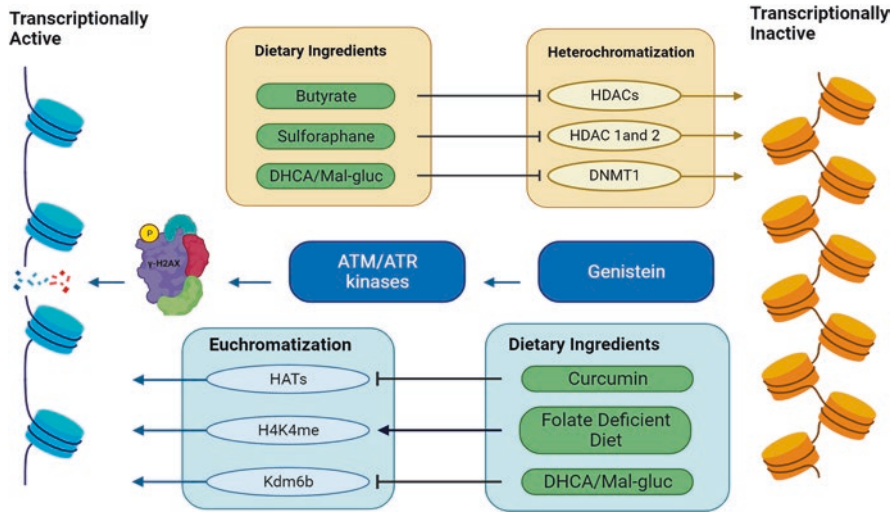 Transcriptionally
Active
Transcriptionally
Inactive
Dietary Ingredients
Butyrate
Sulforaphane
DHCA/Mal-gluc
Heterochromatization
HDACs
HDAC 1and 2
DNMT1
P
γ-H2AX
ATM/ATR
kinases
Genistein
Euchromatization
HATs
H4K4me
Kdm6b
Dietary Ingredients
Curcumin
Folate Deficient
Diet
DHCA/Mal-gluc